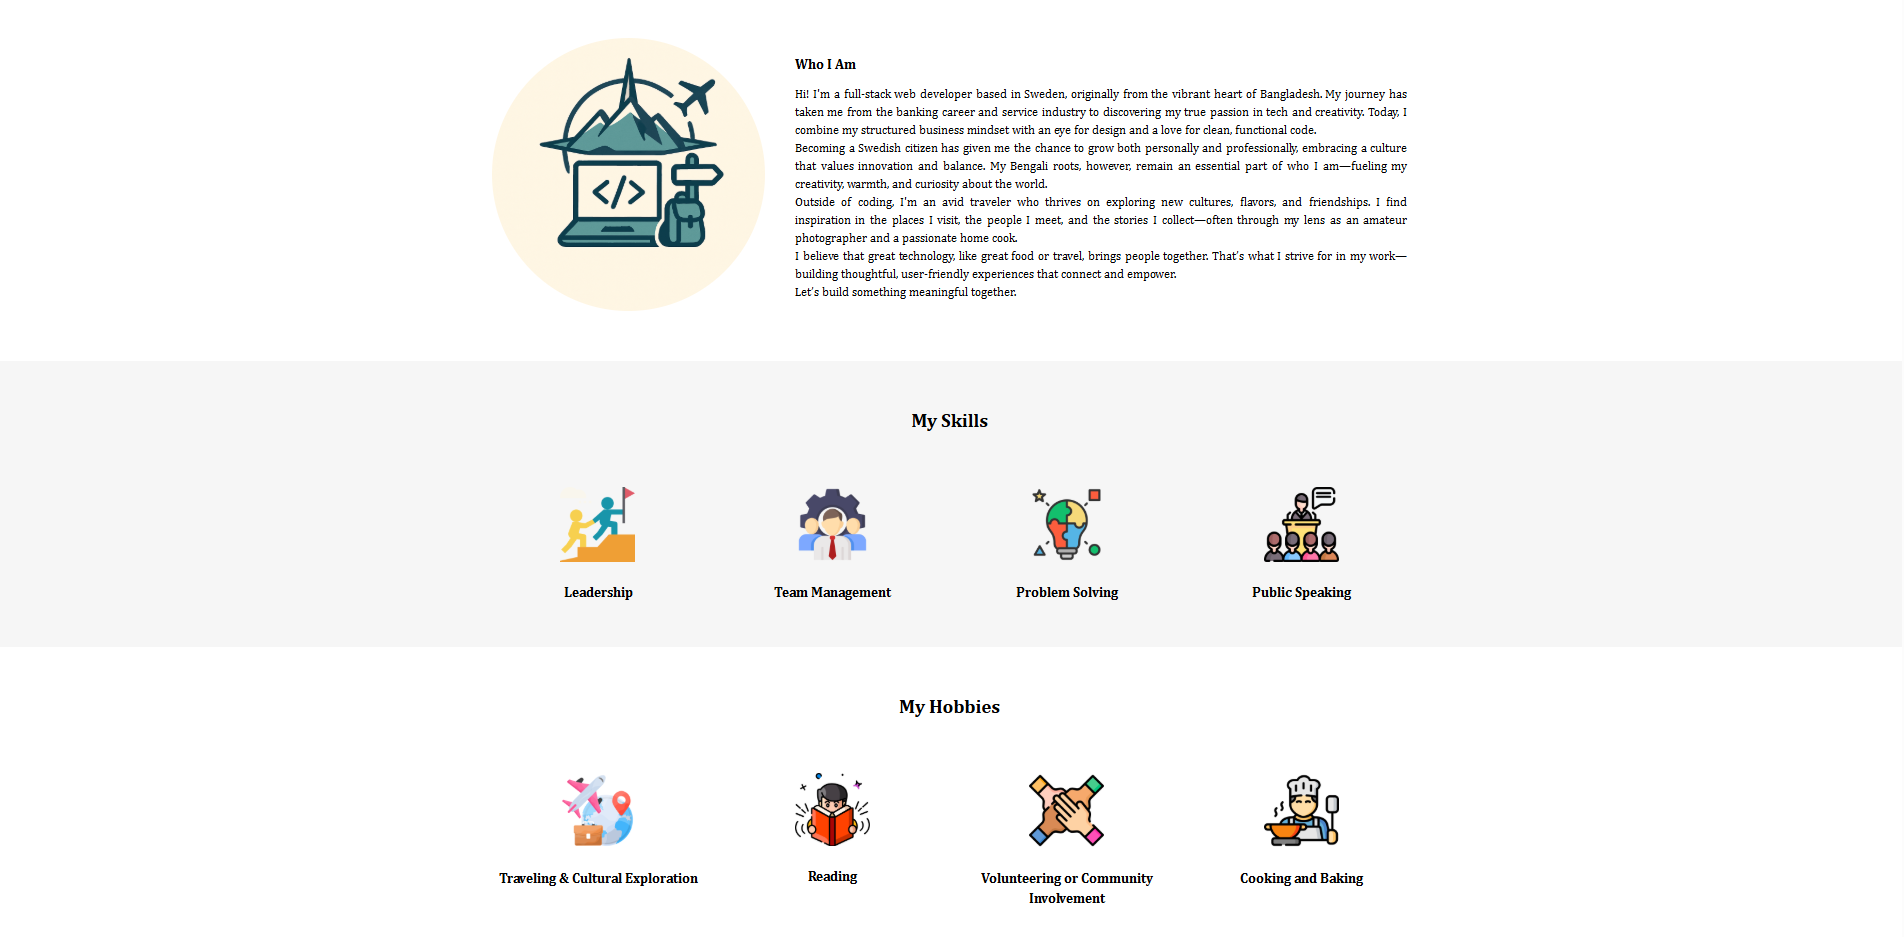 Who I Am
Hi! I'm a full-stack web developer based in Sweden, originally from the vibrant heart of Bangladesh. My journey has
taken me from the banking career and service industry to discovering my true passion in tech and creativity. Today, I
combine my structured business mindset with an eye for design and a love for clean, functional code.
Becoming a Swedish citizen has given me the chance to grow both personally and professionally, embracing a culture
that values innovation and balance. My Bengali roots, however, remain an essential part of who I am—fueling my
creativity, warmth, and curiosity about the world.
Outside of coding, I'm an avid traveler who thrives on exploring new cultures, flavors, and friendships. I find
inspiration in the places I visit, the people I meet, and the stories I collect—often through my lens as an amateur
photographer and a passionate home cook.
I believe that great technology, like great food or travel, brings people together. That's what I strive for in my work—
building thoughtful, user-friendly experiences that connect and empower.
Let's build something meaningful together.
</>
My Skills
Leadership
Team Management
Problem Solving
Public Speaking
My Hobbies
Traveling & Cultural Exploration
Reading
Volunteering or Community
Involvement
Cooking and Baking